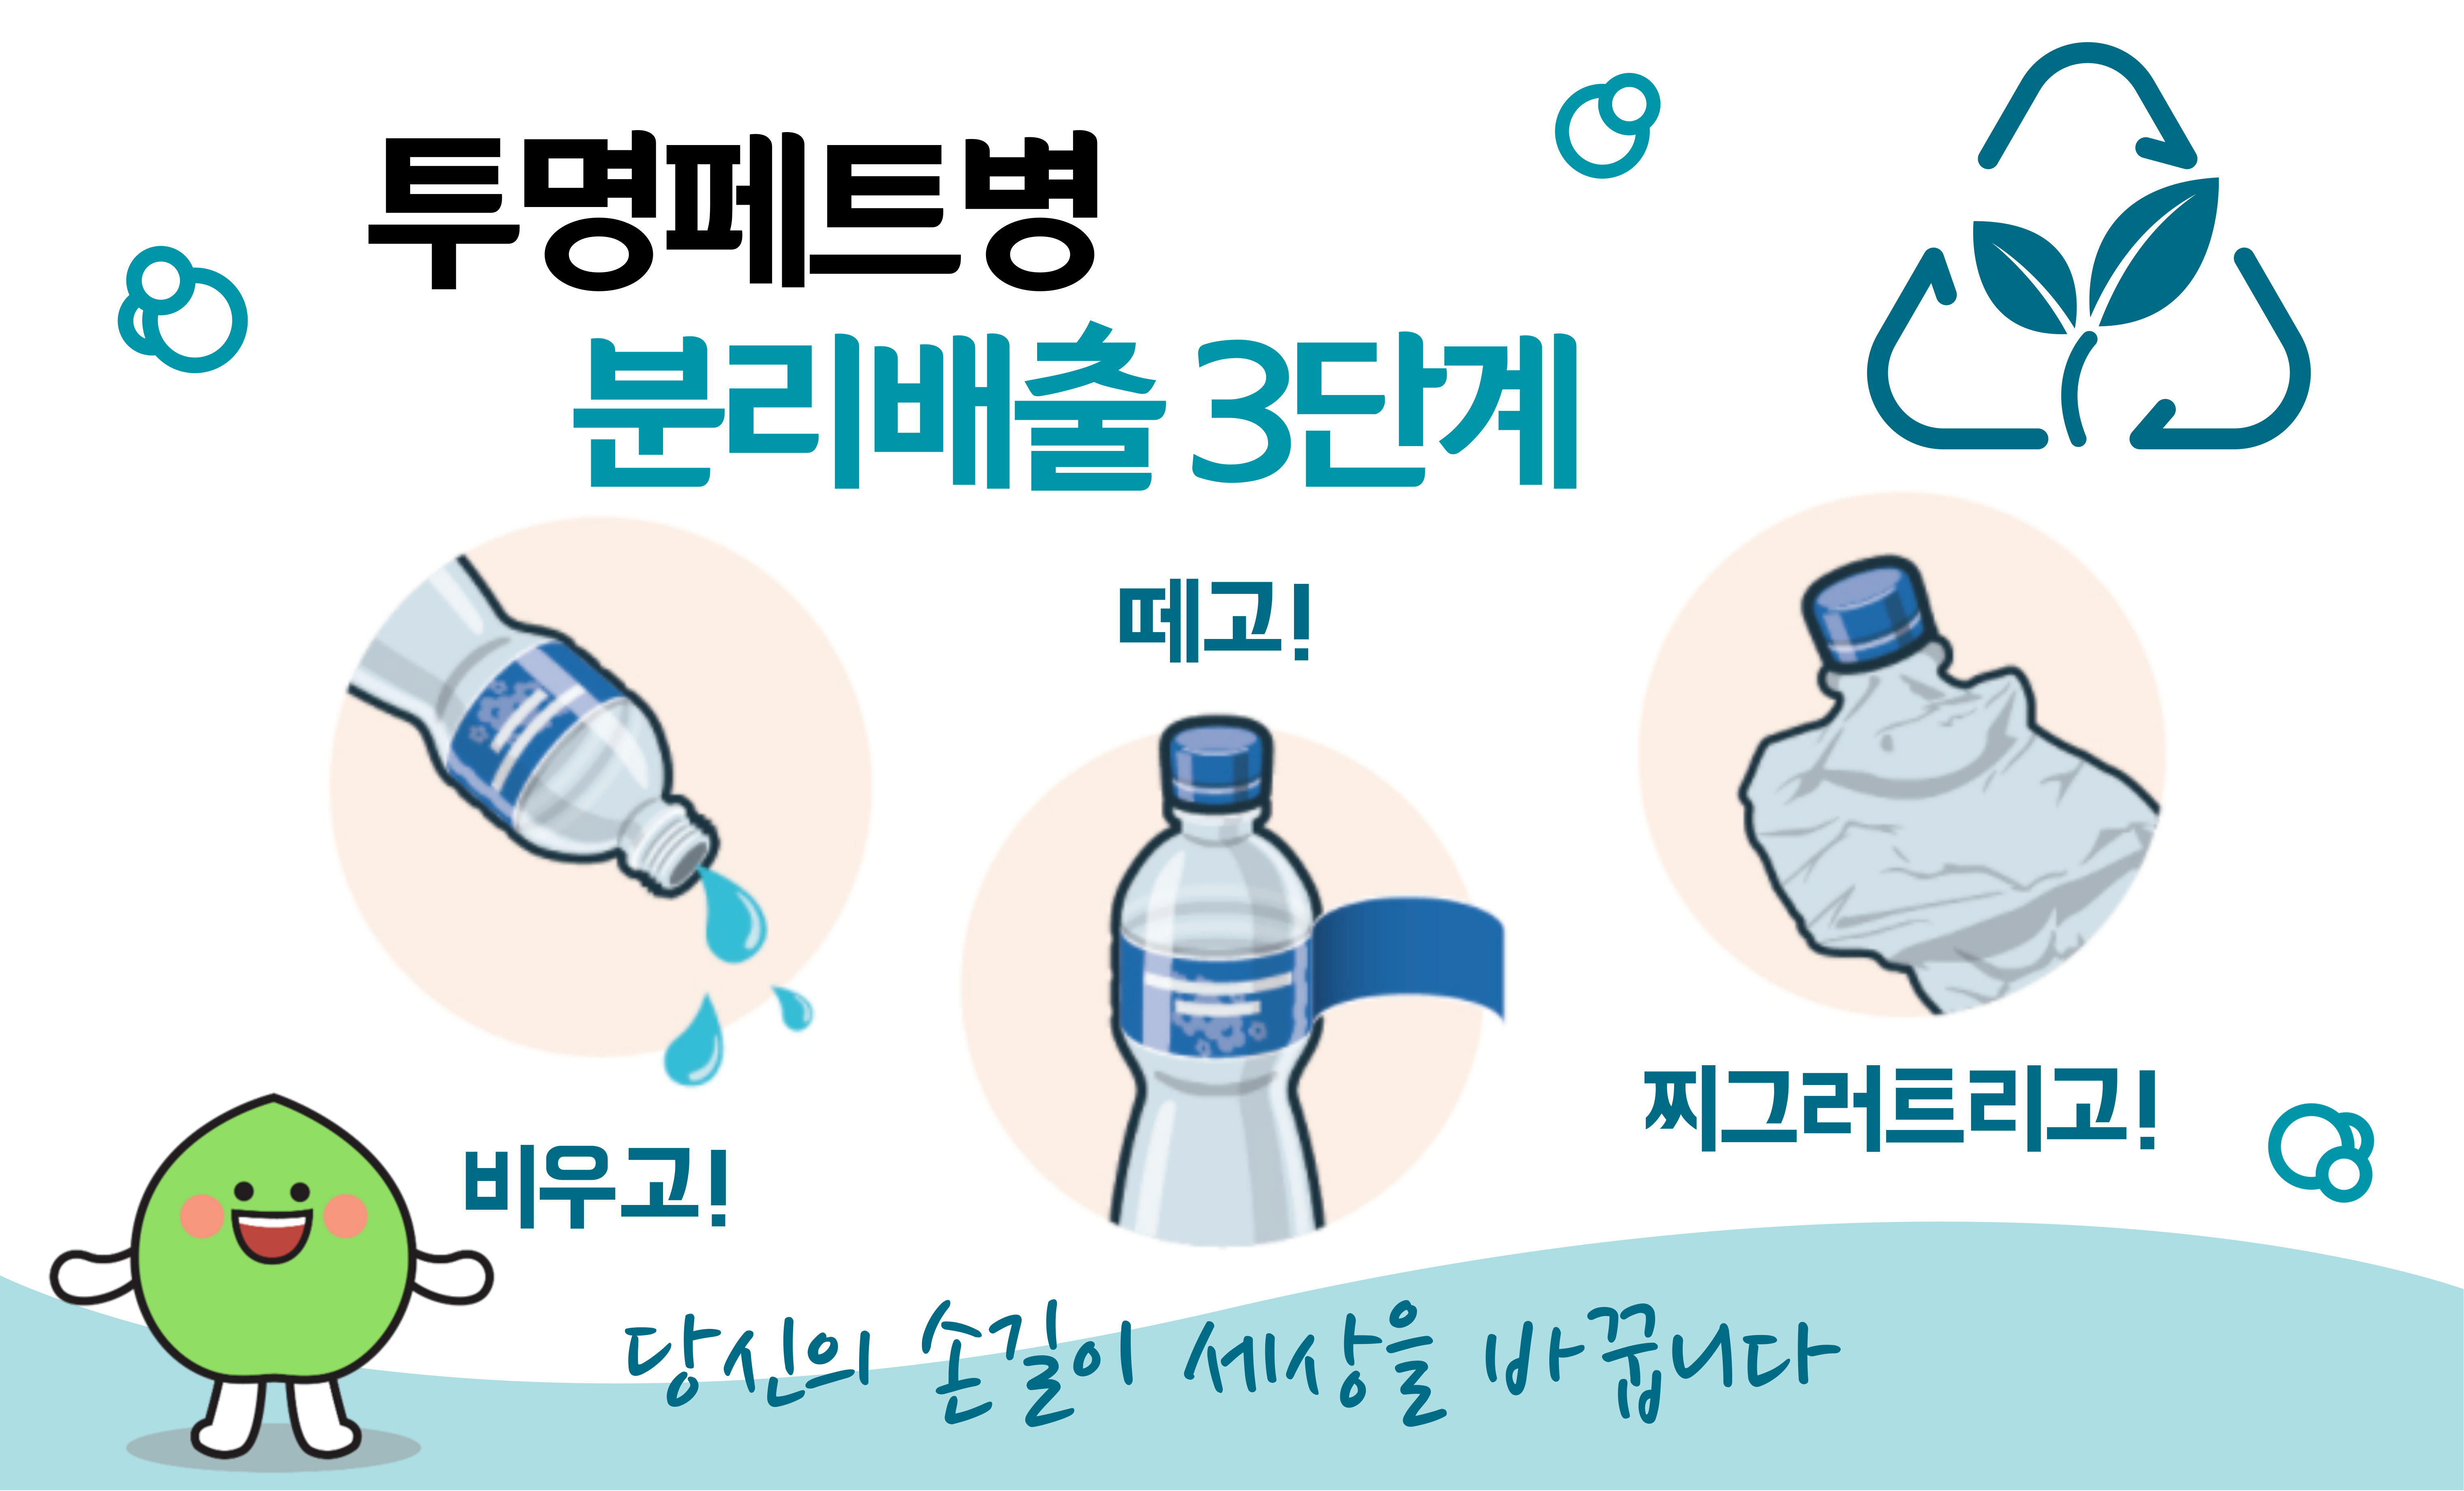 투명페트병
분리배출 3단계
비우고!
떼고!
찌그러트리고!
당신의 손길이 세상을 바꿉니다